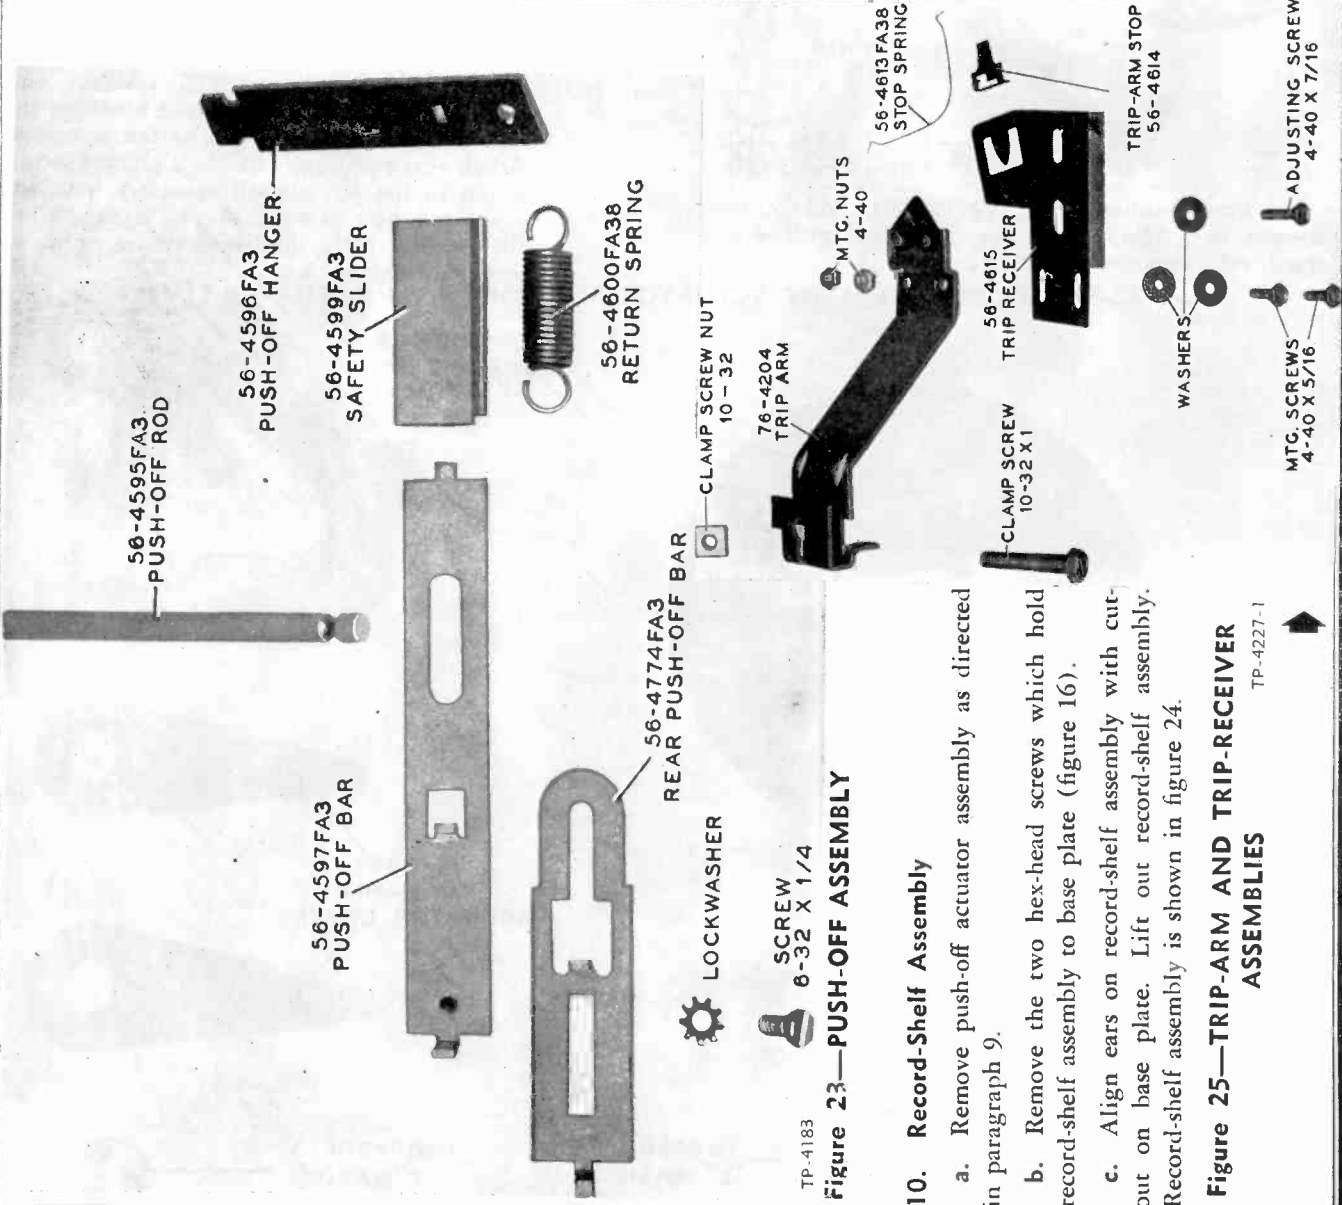 56-4595FA3
PUSH-OFF ROD
56-4596FA3
PUSH-OFF HANGER
56-4597FA3
PUSH-OFF BAR
56-4599FA3
SAFETY SLIDER
56-4600FA38
RETURN SPRING
56-4774FA3
REAR PUSH-OFF BAR
LOCKWASHER
SCREW
6-32 X 1/4
TP-4183
Figure 23—PUSH-OFF ASSEMBLY
10. Record-Shelf Assembly
a. Remove push-off actuator assembly as directed
in paragraph 9.
b. Remove the two hex-head screws which hold
record-shelf assembly to base plate (figure 16).
c. Align ears on record-shelf assembly with cut-
out on base plate. Lift out record-shelf assembly.
Record-shelf assembly is shown in figure 24.
CLAMP SCREW NUT
10-32
76-4204
TRIP ARM
MTG. NUTS
4-40
56-4613FA38
STOP SPRING
CLAMP SCREW
10-32 X 1
56-4615
TRIP RECEIVER
TRIP-ARM STOP
56-4614
WASHERS
MTG. SCREWS
4-40 X 5/16
ADJUSTING SCREW
4-40 X 7/16
TP-4227-1
Figure 25—TRIP-ARM AND TRIP-RECEIVER
ASSEMBLIES